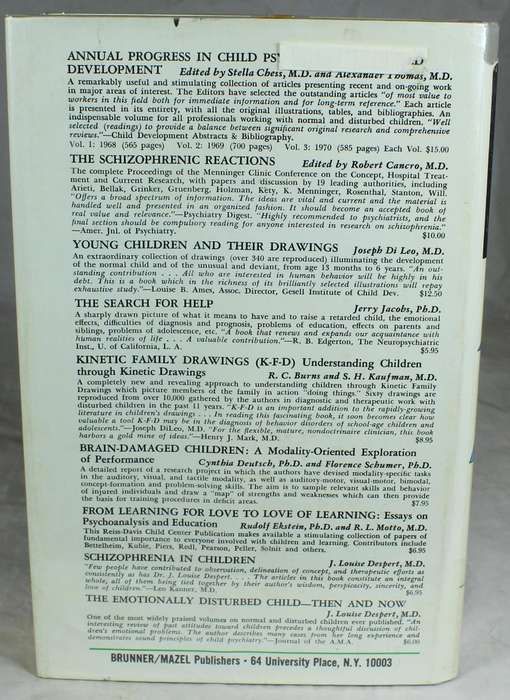 ANNUAL PROGRESS IN CHILD PS
DEVELOPMENT Edited by Stella Chess, M.D. and Alexander Thomas, M.D.
A remarkably useful and stimulating collection of articles presenting recent and on-going work
in major areas of interest. The Editors have selected the outstanding articles "of most value to
workers in this field both for immediate information and for long-term reference." Each article
is presented in its entirety, with all the original illustrations, tables, and bibliographies. An
indispensable volume for all professionals working with normal and disturbed children. "Well
selected (readings) to provide a balance between significant original research and comprehensive
reviews."—Child Development Abstracts & Bibliography.
Vol. 1: 1968 (565 pages) Vol. 2: 1969 (700 pages) Vol. 3: 1970 (585 pages) Each Vol. $15.00
THE SCHIZOPHRENIC REACTIONS Edited by Robert Cancro, M.D.
The complete Proceedings of the Menninger Clinic Conference on the Concept, Hospital Treat-
ment and Current Research, with papers and discussion by 19 leading authorities, including
Arieti, Bellak, Grinker, Gruenberg, Holzman, Kety, K. Menninger, Rosenthal, Stanton, Will.
"Offers a broad spectrum of information. The ideas are vital and current and the material is
handled well and presented in an organized fashion. It should become an accepted book of
real value and relevance."—Psychiatry Digest. "Highly recommended to psychiatrists, and the
final section should be compulsory reading for anyone interested in research on schizophrenia."
—Amer. Jnl. of Psychiatry. $10.00
YOUNG CHILDREN AND THEIR DRAWINGS Joseph Di Leo, M.D.
An extraordinary collection of drawings (over 340 are reproduced) illuminating the development
of the normal child and of the unusual and deviant, from age 13 months to 6 years. "An out-
standing contribution . . . All who are interested in human behavior will be highly in his
debt. This is a book which in the richness of its brilliantly selected illustrations will repay
exhaustive study."—Louise B. Ames, Assoc. Director, Gesell Institute of Child Dev. $12.50
THE SEARCH FOR HELP Jerry Jacobs, Ph.D.
A sharply drawn picture of what it means to have and to raise a retarded child, the emotional
effects, difficulties of diagnosis and prognosis, problems of education, effects on parents and
siblings, problems of adolescence, etc. "A book that renews and expands our acquaintance with
human realities of life . . . A valuable contribution."—R. B. Edgerton, The Neuropsychiatric
Inst., U. of California, L. A. $5.95
KINETIC FAMILY DRAWINGS (K-F-D) Understanding Children
through Kinetic Drawings R. C. Burns and S. H. Kaufman, M.D.
A completely new and revealing approach to understanding children through Kinetic Family
Drawings which picture members of the family in action "doing things." Sixty drawings are
reproduced from over 10,000 gathered by the authors in diagnostic and therapeutic work with
disturbed children in the past 11 years. "K-F-D is an important addition to the rapidly-growing
literature in children's drawings . . . In reading this fascinating book, it soon becomes clear how
valuable a tool K-F-D may be in the diagnosis of behavior disorders of school-age children and
adolescents."—Joseph DiLeo, M.D. "For the flexible, mature, nondoctrinaire clinician, this book
harbors a gold mine of ideas."—Henry J. Mark, M.D. $8.95
BRAIN-DAMAGED CHILDREN: A Modality-Oriented Exploration
of Performance Cynthia Deutsch, Ph.D. and Florence Schumer, Ph.D.
A detailed report of a research project in which the authors have devised modality-specific tasks
in the auditory, visual, and tactile modality, as well as auditory-motor, visual-motor, bimodal,
concept-formation and problem-solving skills. The aim is to sample relevant skills and behavior
of injured individuals and draw a "map" of strengths and weaknesses which can then provide
the basis for training procedures in deficit areas. $7.95
FROM LEARNING FOR LOVE TO LOVE OF LEARNING: Essays on
Psychoanalysis and Education Rudolf Ekstein, Ph.D. and R. L. Motto, M.D.
This Reiss-Davis Child Center Publication makes available a stimulating collection of papers of
fundamental importance to everyone involved with children and learning. Contributors include
Bettelheim, Kubie, Piers, Redl, Pearson, Peller, Solnit and others. $6.95
SCHIZOPHRENIA IN CHILDREN J. Louise Despert, M.D.
"Few people have contributed to observation, delineation of concept, and therapeutic efforts as
consistently as has Dr. J. Louise Despert. . . . The articles in this book constitute an integral
whole, all of them being tied together by their author's wisdom, perspicacity, sincerity, and
love of children."—Leo Kanner, M.D. $6.95
THE EMOTIONALLY DISTURBED CHILD—THEN AND NOW
J. Louise Despert, M.D.
One of the most widely praised volumes on normal and disturbed children ever published. "An
interesting review of past attitudes toward children precedes a thoughtful discussion of chil-
dren's emotional problems. The author describes many cases from her long experience and
demonstrates sound principles of child psychiatry."—Journal of the A.M.A. $6.00
BRUNNER/MAZEL Publishers • 64 University Place, N.Y. 10003